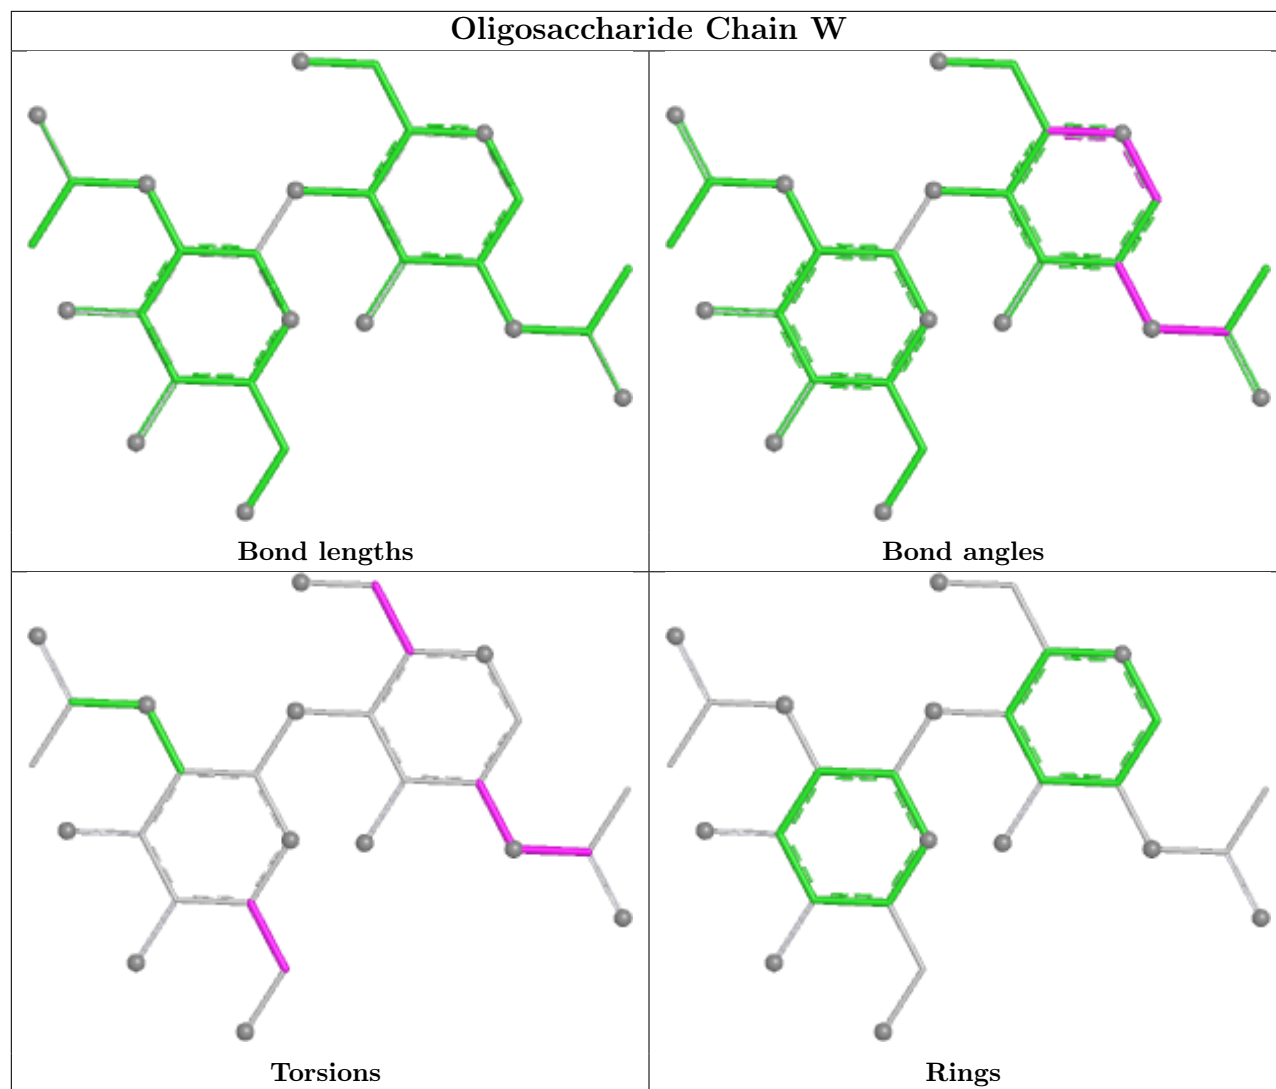 Oligosaccharide Chain W
Bond lengths
Bond angles
Torsions
Rings